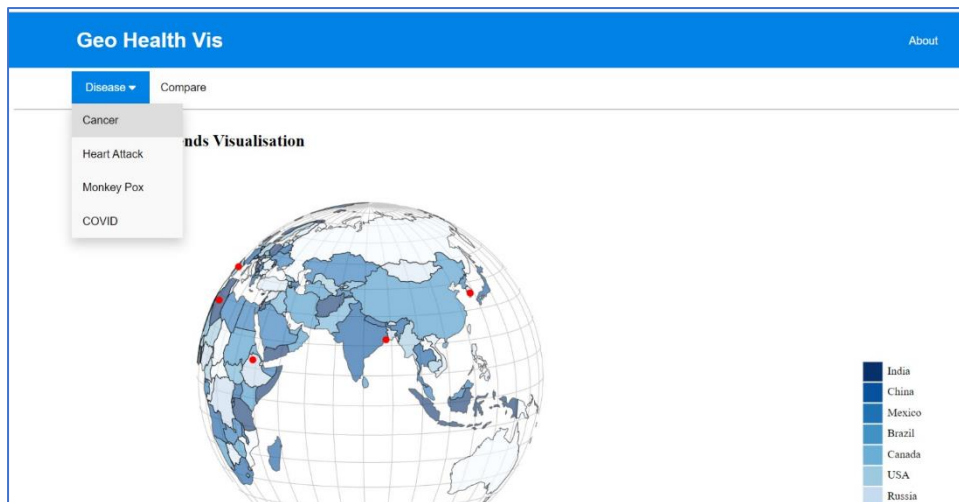 Geo Health Vis
About
Disease
Compare
Cancer
Heart Attack
Monkey Pox
COVID
Visualisation
India
China
Mexico
Brazil
Canada
USA
Russia